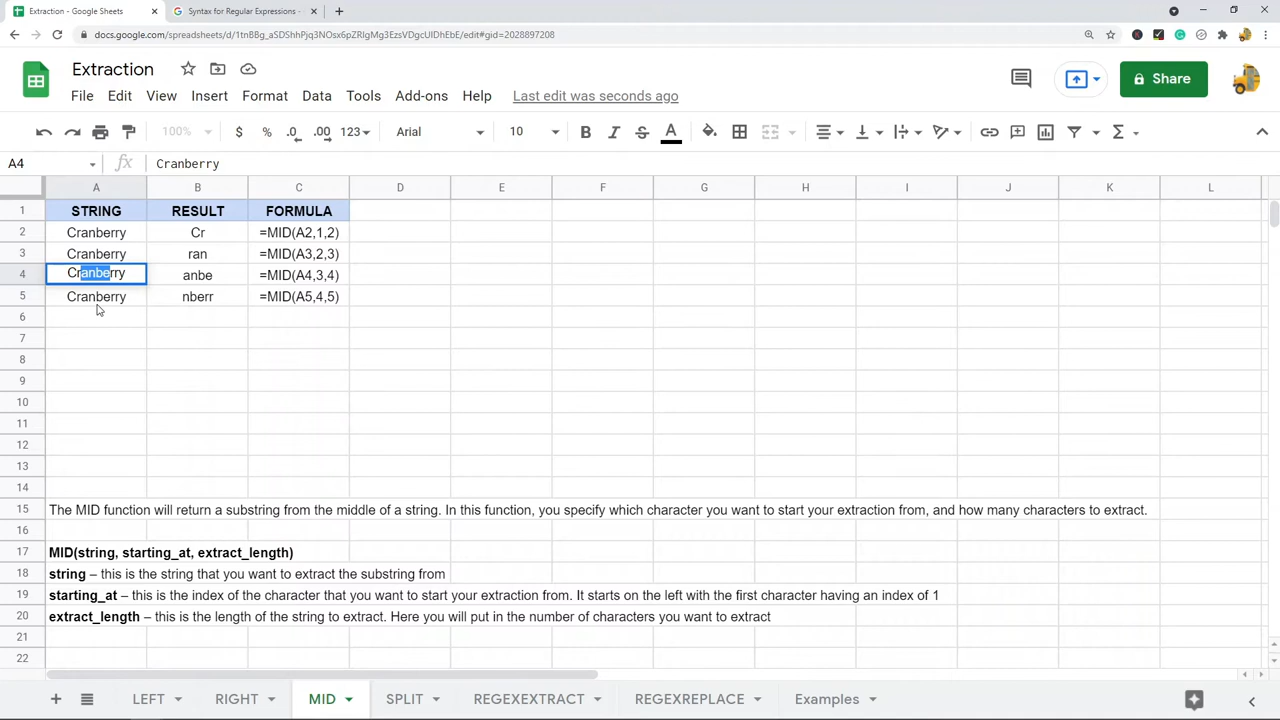 Extraction - Google Sheets
Syntax for Regular Expressions -
docs.google.com/spreadsheets/d/1tnBBg_aSDShhPjq3NOsx6pZRIgMg3EzsVDgcUIDhEbE/edit#gid=2028897208
Extraction
Share
File Edit View Insert Format Data Tools Add-ons Help Last edit was seconds ago
100% $ % .0 .00 123 Arial 10 B I S A Σ
A4 fx Cranberry
A B C D E F G H I J K L
1 STRING RESULT FORMULA
2 Cranberry Cr =MID(A2,1,2)
3 Cranberry ran =MID(A3,2,3)
4 Cranberry anbe =MID(A4,3,4)
5 Cranberry nberr =MID(A5,4,5)
6
7
8
9
10
11
12
13
14
15 The MID function will return a substring from the middle of a string. In this function, you specify which character you want to start your extraction from, and how many characters to extract.
16
17 MID(string, starting_at, extract_length)
18 string – this is the string that you want to extract the substring from
19 starting_at – this is the index of the character that you want to start your extraction from. It starts on the left with the first character having an index of 1
20 extract_length – this is the length of the string to extract. Here you will put in the number of characters you want to extract
21
22
LEFT RIGHT MID SPLIT REGEXEXTRACT REGEXREPLACE Examples